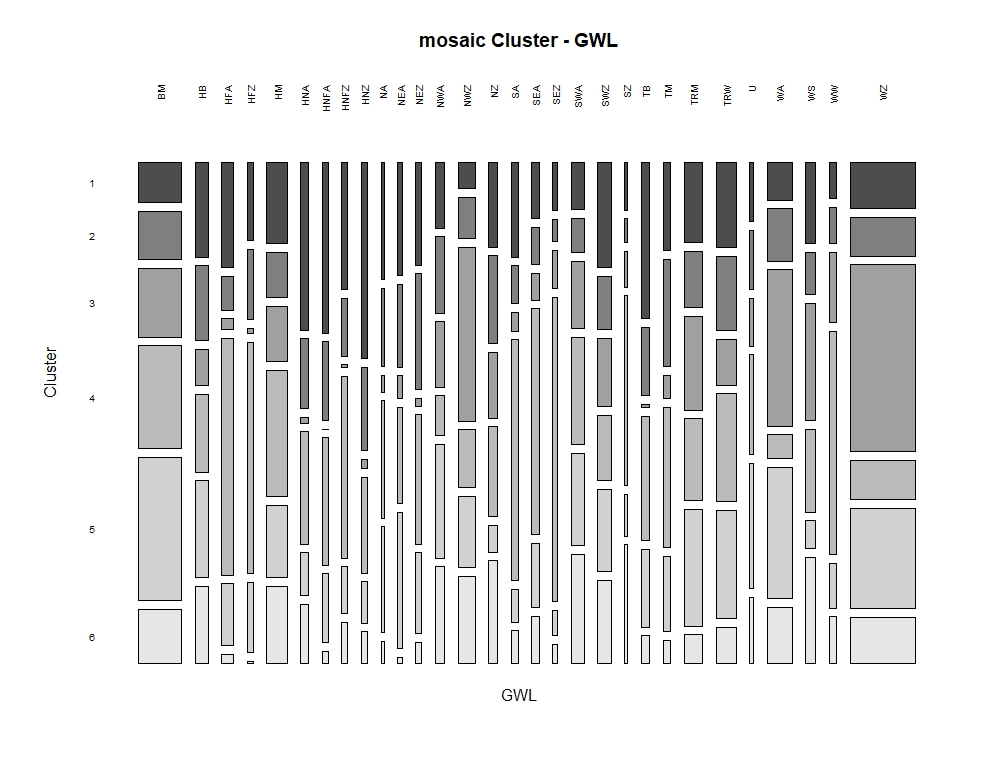 mosaic Cluster - GWL
BM HB HFA HFZ HM HNA HNFA HNFZ HNZ NA NEA NEZ NWA NWZ NZ SA SEA SEZ SWA SWZ SZ TB TM TRM TRW U WA WS WW WZ
1
2
3
4
5
6
Cluster
GWL